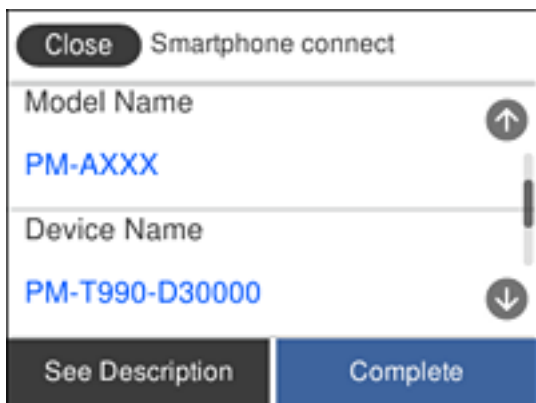 Close Smartphone connect
Model Name
PM-AXXX
Device Name
PM-T990-D30000
See Description Complete